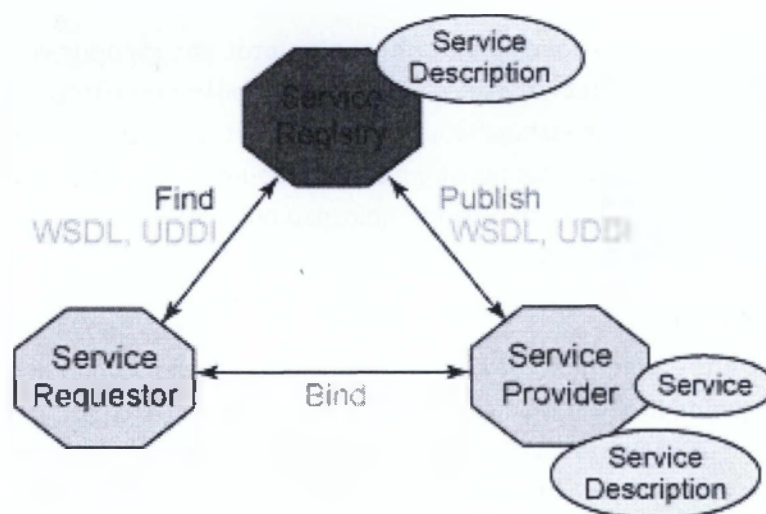 Service
Description
Service
Registry
Find
WSDL, UDDI
Publish
WSDL, UDDI
Service
Requestor
Bind
Service
Provider
Service
Service
Description